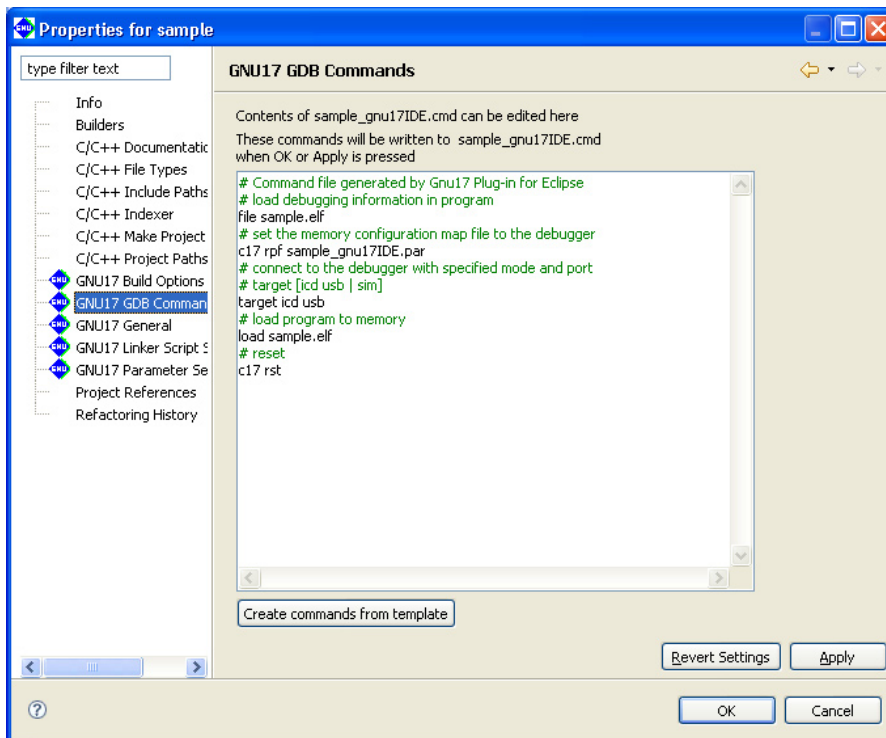 Properties for sample
type filter text
GNU17 GDB Commands
Info
Builders
C/C++ Documentatic
C/C++ File Types
C/C++ Include Paths
C/C++ Indexer
C/C++ Make Project
C/C++ Project Paths
GNU17 Build Options
GNU17 GDB Comman
GNU17 General
GNU17 Linker Script S
GNU17 Parameter Se
Project References
Refactoring History
Contents of sample_gnu17IDE.cmd can be edited here
These commands will be written to sample_gnu17IDE.cmd
when OK or Apply is pressed
# Command file generated by Gnu17 Plug-in for Eclipse
# load debugging information in program
file sample.elf
# set the memory configuration map file to the debugger
c17 rpf sample_gnu17IDE.par
# connect to the debugger with specified mode and port
# target [icd usb | sim]
target icd usb
# load program to memory
load sample.elf
# reset
c17 rst
Create commands from template
Revert Settings
Apply
OK
Cancel